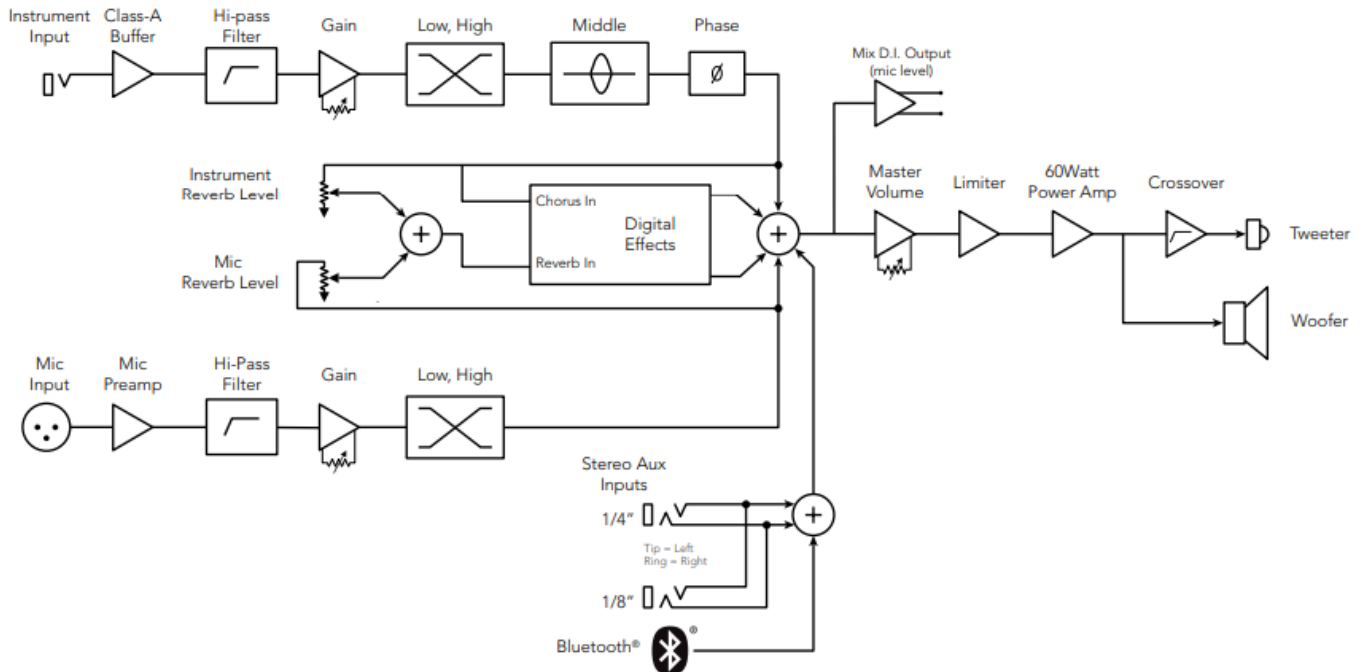 Instrument
Input
Class-A
Buffer
Hi-pass
Filter
Gain
Low, High
Middle
Phase
Mix D.I. Output
(mic level)
Instrument
Reverb Level
Chorus In
Digital
Effects
Reverb In
Mic
Reverb Level
Master
Volume
Limiter
60Watt
Power Amp
Crossover
Tweeter
Woofer
Mic
Input
Mic
Preamp
Hi-Pass
Filter
Gain
Low, High
Stereo Aux
Inputs
1/4"
Tip = Left
Ring = Right
1/8"
Bluetooth®
®